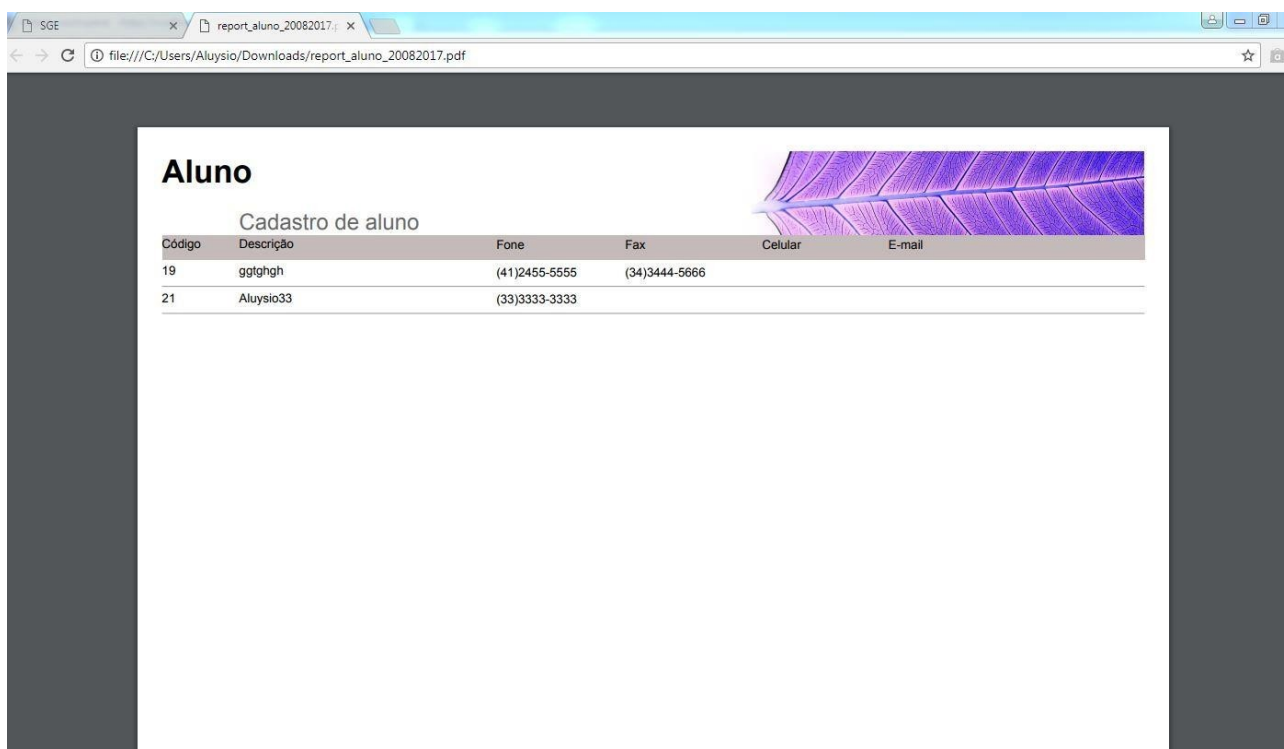 SGE
report_aluno_20082017.p
file:///C:/Users/Aluysio/Downloads/report_aluno_20082017.pdf
Aluno
Cadastro de aluno
Código Descrição Fone Fax Celular E-mail
19 ggtghgh (41)2455-5555 (34)3444-5666
21 Aluysio33 (33)3333-3333